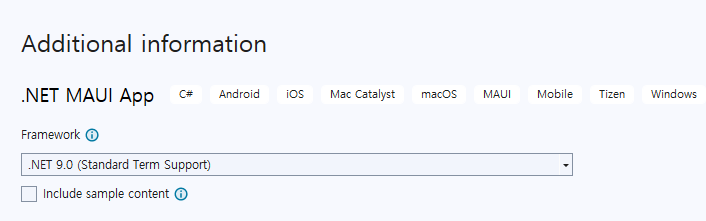 Additional information
.NET MAUI App C# Android iOS Mac Catalyst macOS MAUI Mobile Tizen Windows
Framework
.NET 9.0 (Standard Term Support)
Include sample content